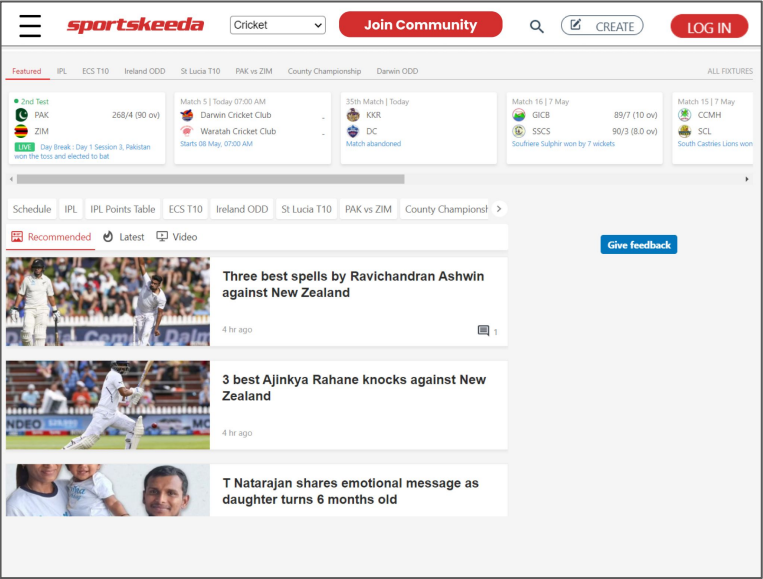 sportskeeda
Cricket
Join Community
CREATE
LOG IN
Featured IPL ECS T10 Ireland ODD St Lucia T10 PAK vs ZIM County Championship Darwin ODD ALL FIXTURES
2nd Test
PAK 268/4 (90 ov)
ZIM
LIVE Day Break : Day 1 Session 3, Pakistan
won the toss and elected to bat
Match 5 | Today 07:00 AM
Darwin Cricket Club -
Waratah Cricket Club -
Starts 08 May, 07:00 AM
35th Match | Today
KKR
DC
Match abandoned
Match 16 | 7 May
GICB 89/7 (10 ov)
SSCS 90/3 (8.0 ov)
Soufriere Sulphir won by 7 wickets
Match 15 | 7 May
CCMH
SCL
South Castries Lions won
Schedule IPL IPL Points Table ECS T10 Ireland ODD St Lucia T10 PAK vs ZIM County Championsh
Recommended Latest Video
Give feedback
Three best spells by Ravichandran Ashwin
against New Zealand
4 hr ago
1
3 best Ajinkya Rahane knocks against New
Zealand
4 hr ago
T Natarajan shares emotional message as
daughter turns 6 months old